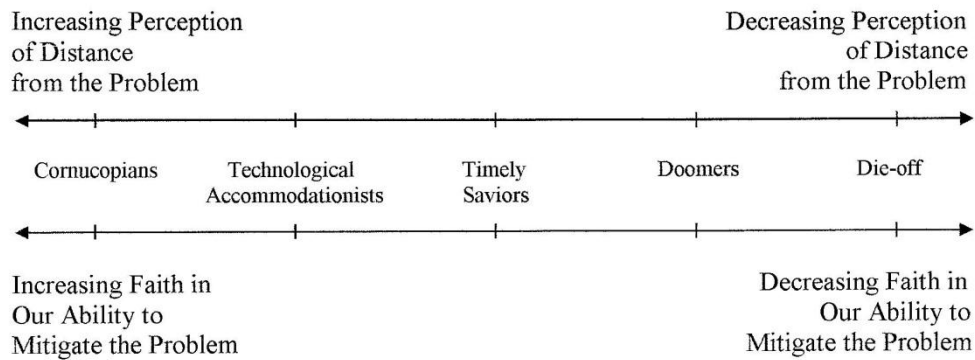 Increasing Perception
of Distance
from the Problem
Decreasing Perception
of Distance
from the Problem
Cornucopians
Technological
Accommodationists
Timely
Saviors
Doomers
Die-off
Increasing Faith in
Our Ability to
Mitigate the Problem
Decreasing Faith in
Our Ability to
Mitigate the Problem